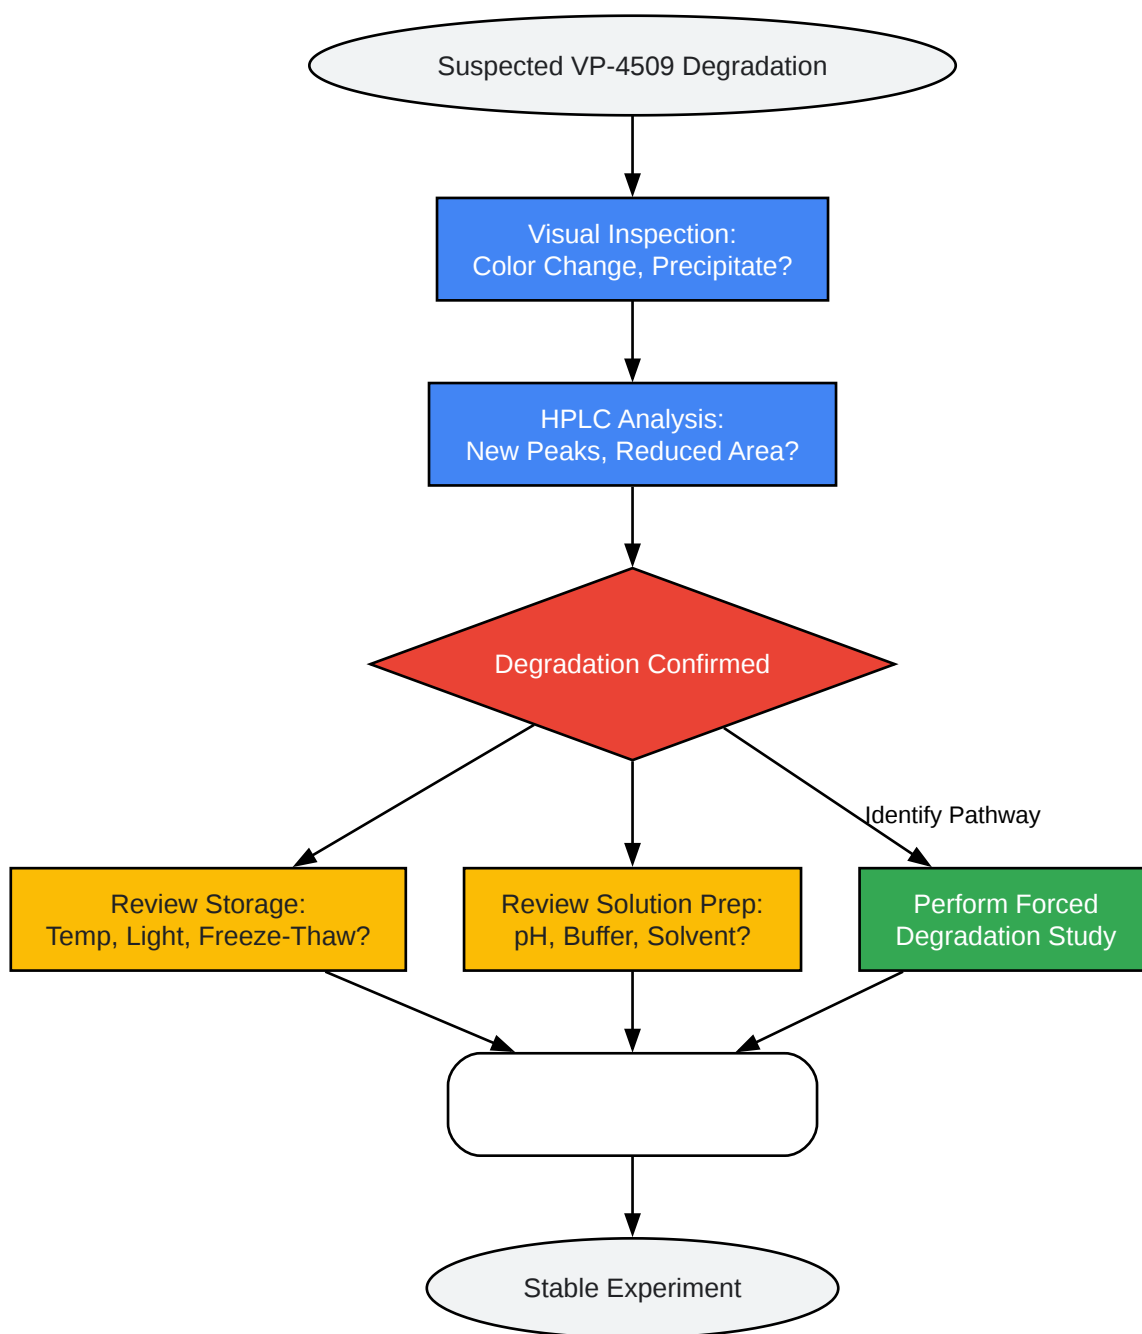 Suspected VP-4509 Degradation
Visual Inspection:
Color Change, Precipitate?
HPLC Analysis:
New Peaks, Reduced Area?
Degradation Confirmed
Identify Pathway
Review Storage:
Temp, Light, Freeze-Thaw?
Review Solution Prep:
pH, Buffer, Solvent?
Perform Forced
Degradation Study
Stable Experiment